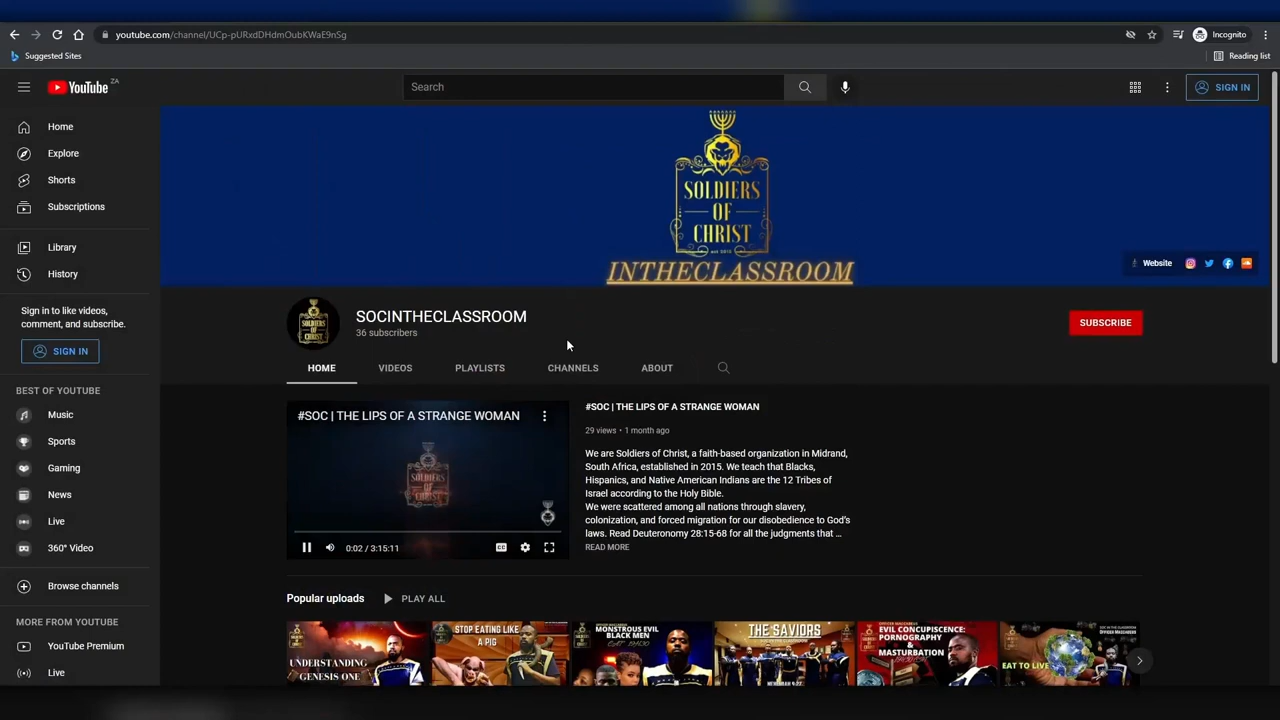 youtube.com/channel/UCp-pURxdDHdmOubKWaE9nSg
Incognito
Suggested Sites
Reading list
YouTube ZA
Search
SIGN IN
Home
Explore
Shorts
Subscriptions
Library
History
Sign in to like videos,
comment, and subscribe.
SIGN IN
BEST OF YOUTUBE
Music
Sports
Gaming
News
Live
360° Video
Browse channels
MORE FROM YOUTUBE
YouTube Premium
Live
SOLDIERS
OF
CHRIST
est 2015
INTHECLASSROOM
Website
SOLDIERS
OF
CHRIST
SOCINTHECLASSROOM
36 subscribers
SUBSCRIBE
HOME
VIDEOS
PLAYLISTS
CHANNELS
ABOUT
#SOC | THE LIPS OF A STRANGE WOMAN
SOLDIERS
OF
CHRIST
0:02 / 3:15:11
CC
#SOC | THE LIPS OF A STRANGE WOMAN
29 views • 1 month ago
We are Soldiers of Christ, a faith-based organization in Midrand,
South Africa, established in 2015. We teach that Blacks,
Hispanics, and Native American Indians are the 12 Tribes of
Israel according to the Holy Bible.
We were scattered among all nations through slavery,
colonization, and forced migration for our disobedience to God's
laws. Read Deuteronomy 28:15-68 for all the judgments that ...
READ MORE
Popular uploads
PLAY ALL
UNDERSTANDING
GENESIS ONE
STOP EATING LIKE
A PIG
MONSTROUS EVIL
BLACK MEN
THE SAVIORS
EVIL CONCUPISCENCE:
PORNOGRAPHY &
MASTURBATION
EAT TO LIVE